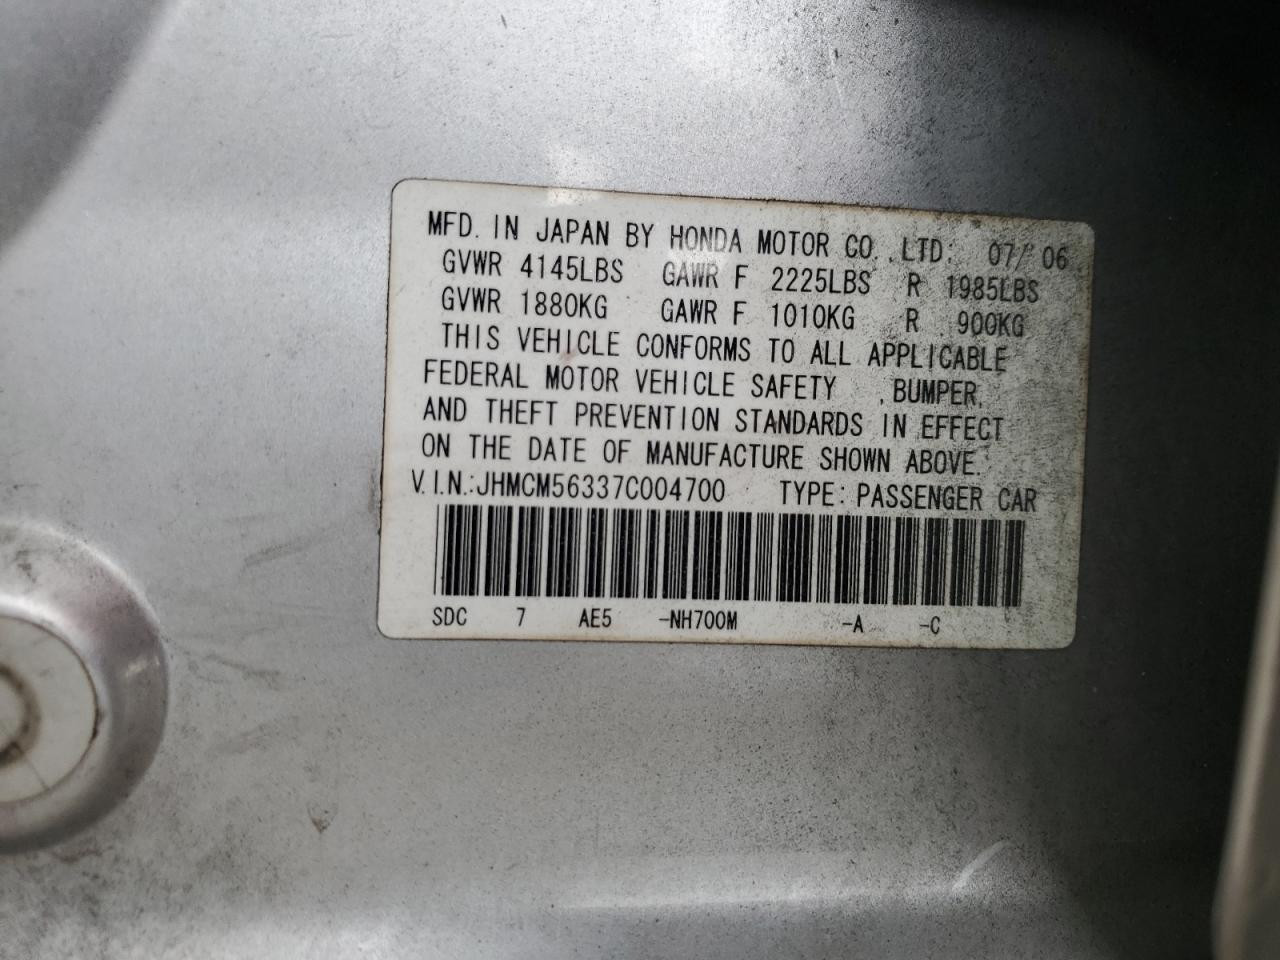 MFD. IN JAPAN BY HONDA MOTOR CO.,LTD: 07/ 06
GVWR 4145LBS GAWR F 2225LBS R 1985LBS
GVWR 1880KG GAWR F 1010KG R 900KG
THIS VEHICLE CONFORMS TO ALL APPLICABLE
FEDERAL MOTOR VEHICLE SAFETY , BUMPER,
AND THEFT PREVENTION STANDARDS IN EFFECT
ON THE DATE OF MANUFACTURE SHOWN ABOVE.
V.I.N.:JHMCM56337C004700 TYPE: PASSENGER CAR
SDC 7 AE5 -NH700M -A -C